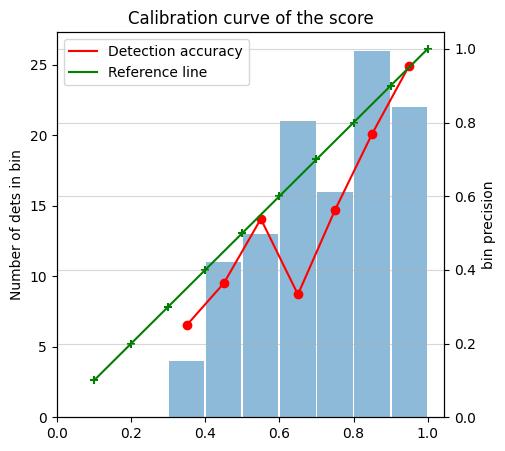 Calibration curve of the score
Detection accuracy
Reference line
Number of dets in bin
bin precision
25
20
15
10
5
0
1.0
0.8
0.6
0.4
0.2
0.0
0.0 0.2 0.4 0.6 0.8 1.0